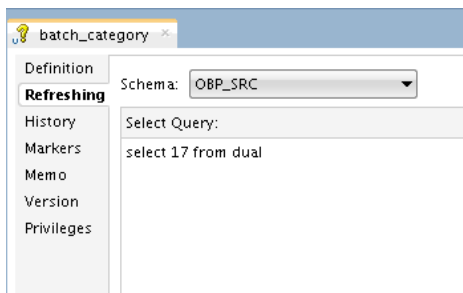 batch_category
Definition
Refreshing
History
Markers
Memo
Version
Privileges
Schema: OBP_SRC
Select Query:
select 17 from dual